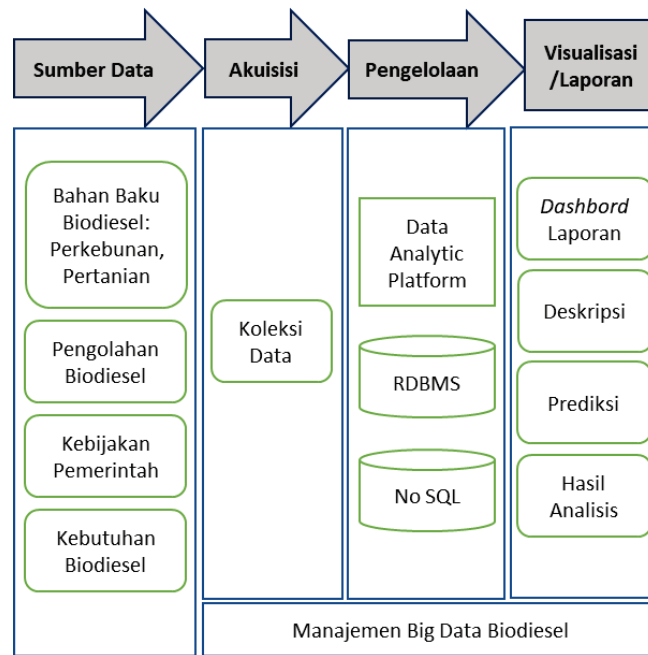 Sumber Data
Akuisisi
Pengelolaan
Visualisasi
/Laporan
Bahan Baku
Biodiesel:
Perkebunan,
Pertanian
Pengolahan
Biodiesel
Kebijakan
Pemerintah
Kebutuhan
Biodiesel
Koleksi
Data
Data
Analytic
Platform
RDBMS
No SQL
Dashbord
Laporan
Deskripsi
Prediksi
Hasil
Analisis
Manajemen Big Data Biodiesel